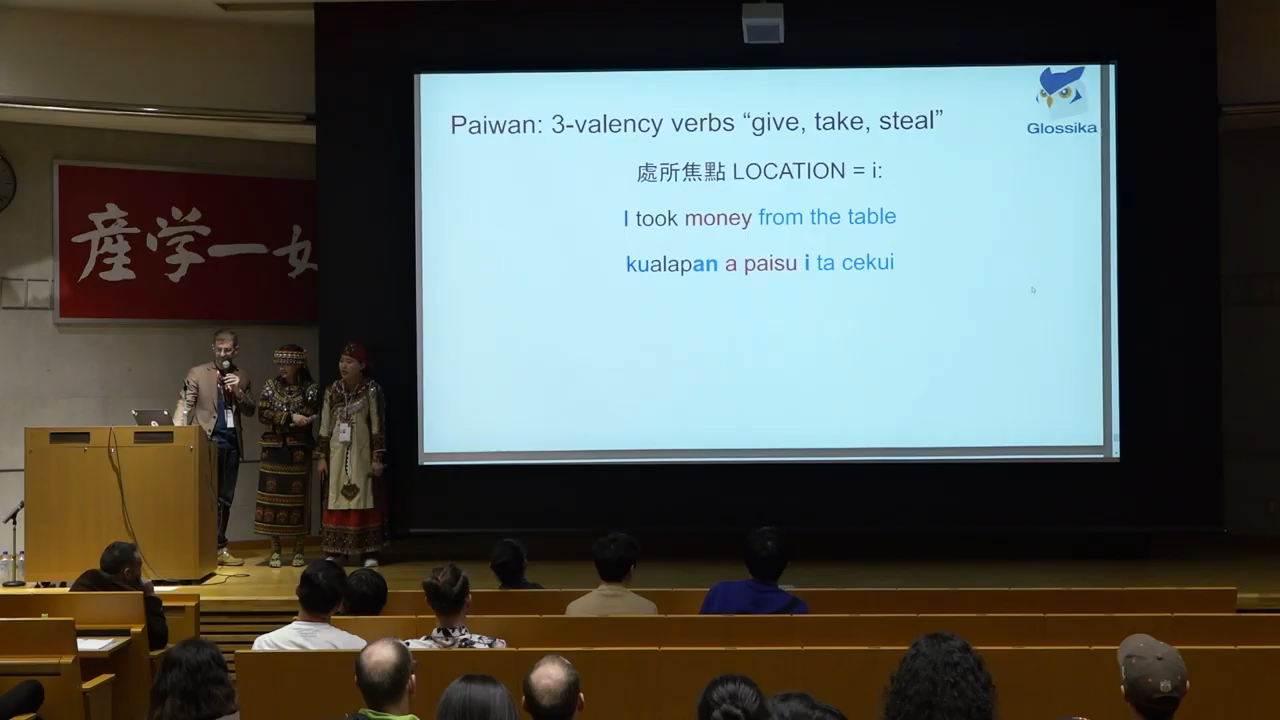 Paiwan: 3-valency verbs “give, take, steal”
Glossika
處所焦點 LOCATION = i:
I took money from the table
kualapan a paisu i ta cekui
産学一